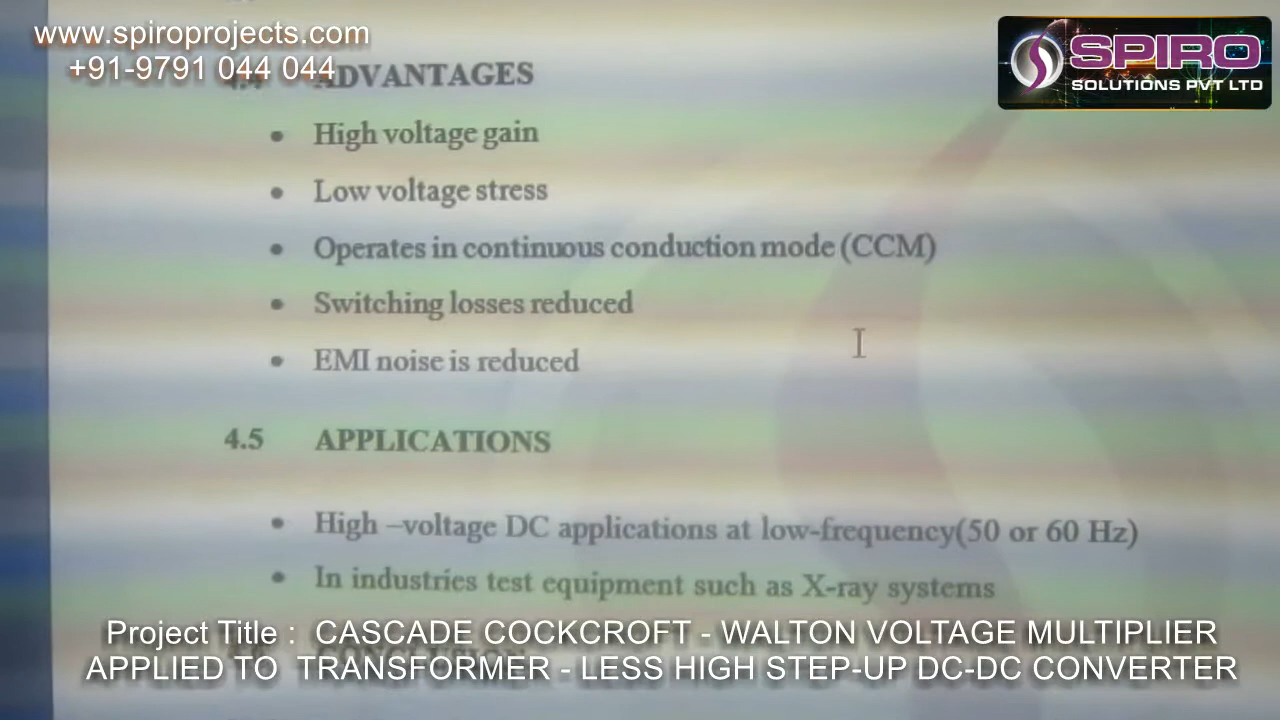 www.spiroprojects.com
+91-9791 044 044
SPIRO
SOLUTIONS PVT LTD
ADVANTAGES
• High voltage gain
• Low voltage stress
• Operates in continuous conduction mode (CCM)
• Switching losses reduced
• EMI noise is reduced
4.5 APPLICATIONS
• High –voltage DC applications at low-frequency(50 or 60 Hz)
• In industries test equipment such as X-ray systems
Project Title : CASCADE COCKCROFT - WALTON VOLTAGE MULTIPLIER
APPLIED TO TRANSFORMER - LESS HIGH STEP-UP DC-DC CONVERTER